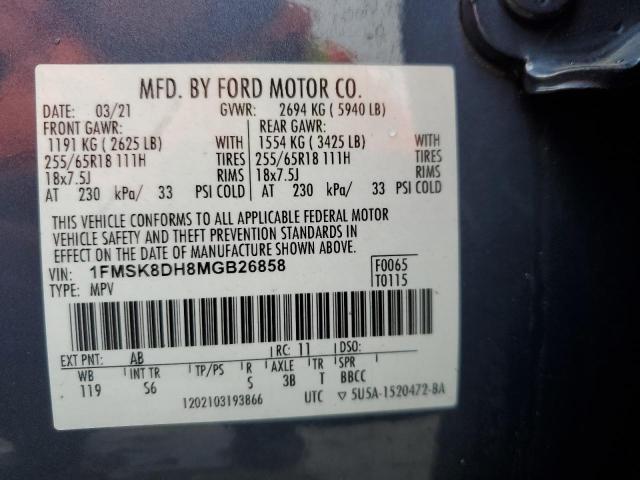 MFD. BY FORD MOTOR CO.
DATE: 03/21 GVWR: 2694 KG ( 5940 LB)
FRONT GAWR: REAR GAWR:
1191 KG ( 2625 LB) WITH 1554 KG ( 3425 LB) WITH
255/65R18 111H TIRES 255/65R18 111H TIRES
18x7.5J RIMS 18x7.5J RIMS
AT 230 kPa/ 33 PSI COLD AT 230 kPa/ 33 PSI COLD
THIS VEHICLE CONFORMS TO ALL APPLICABLE FEDERAL MOTOR
VEHICLE SAFETY AND THEFT PREVENTION STANDARDS IN
EFFECT ON THE DATE OF MANUFACTURE SHOWN ABOVE.
VIN: 1FMSK8DH8MGB26858 F0065
TYPE: MPV T0115
EXT PNT: AB RC: 11 DSO:
WB INT TR TP/PS R AXLE TR SPR
119 S6 S 3B T BBCC
1202103193866 UTC ▽ 5U5A-1520472-BA